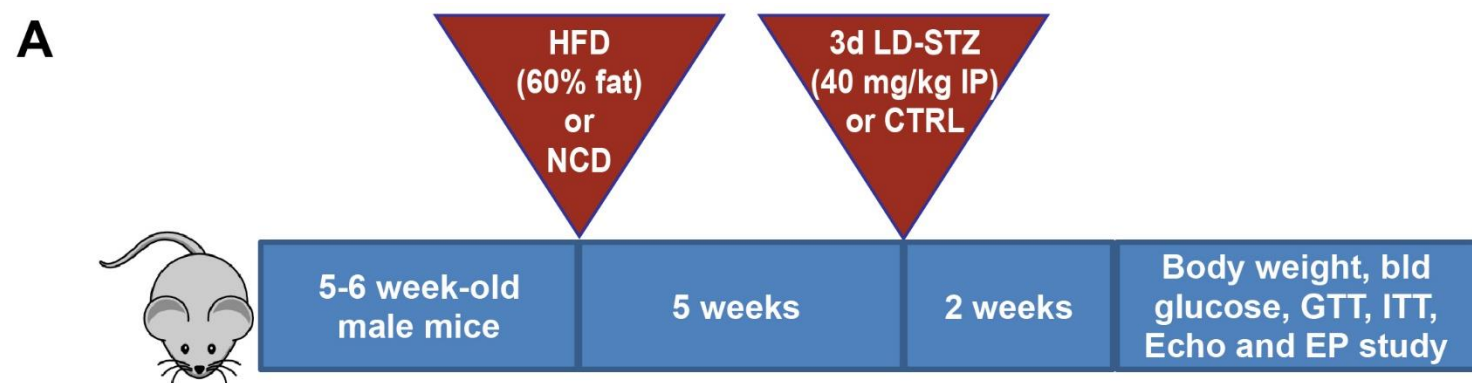 A
HFD
(60% fat)
or
NCD
3d LD-STZ
(40 mg/kg IP)
or CTRL
5-6 week-old
male mice
5 weeks
2 weeks
Body weight, bld
glucose, GTT, ITT,
Echo and EP study